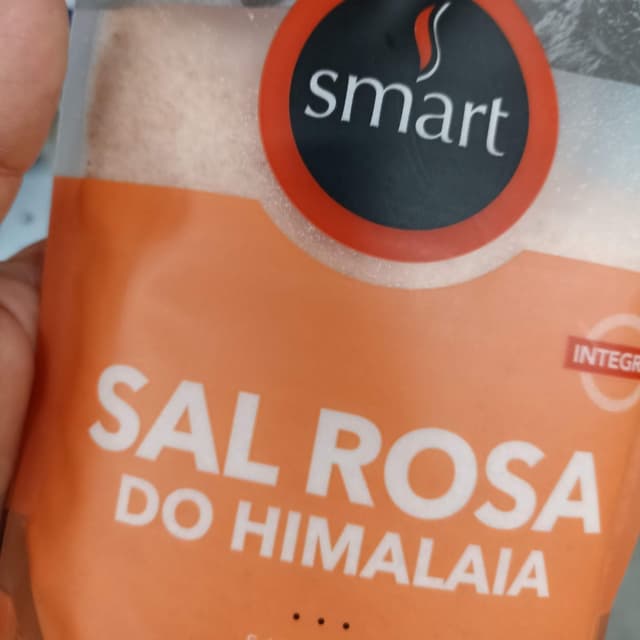 smart
INTEGR
SAL ROSA
DO HIMALAIA